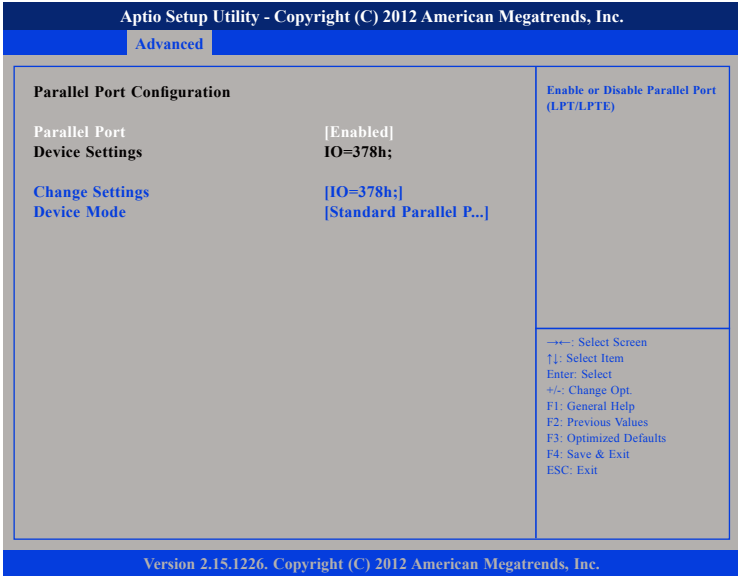 Aptio Setup Utility - Copyright (C) 2012 American Megatrends, Inc.
Advanced
Parallel Port Configuration
Parallel Port [Enabled]
Device Settings IO=378h;
Change Settings [IO=378h;]
Device Mode [Standard Parallel P...]
Enable or Disable Parallel Port
(LPT/LPTE)
→←: Select Screen
↑↓: Select Item
Enter: Select
+/-: Change Opt.
F1: General Help
F2: Previous Values
F3: Optimized Defaults
F4: Save & Exit
ESC: Exit
Version 2.15.1226. Copyright (C) 2012 American Megatrends, Inc.